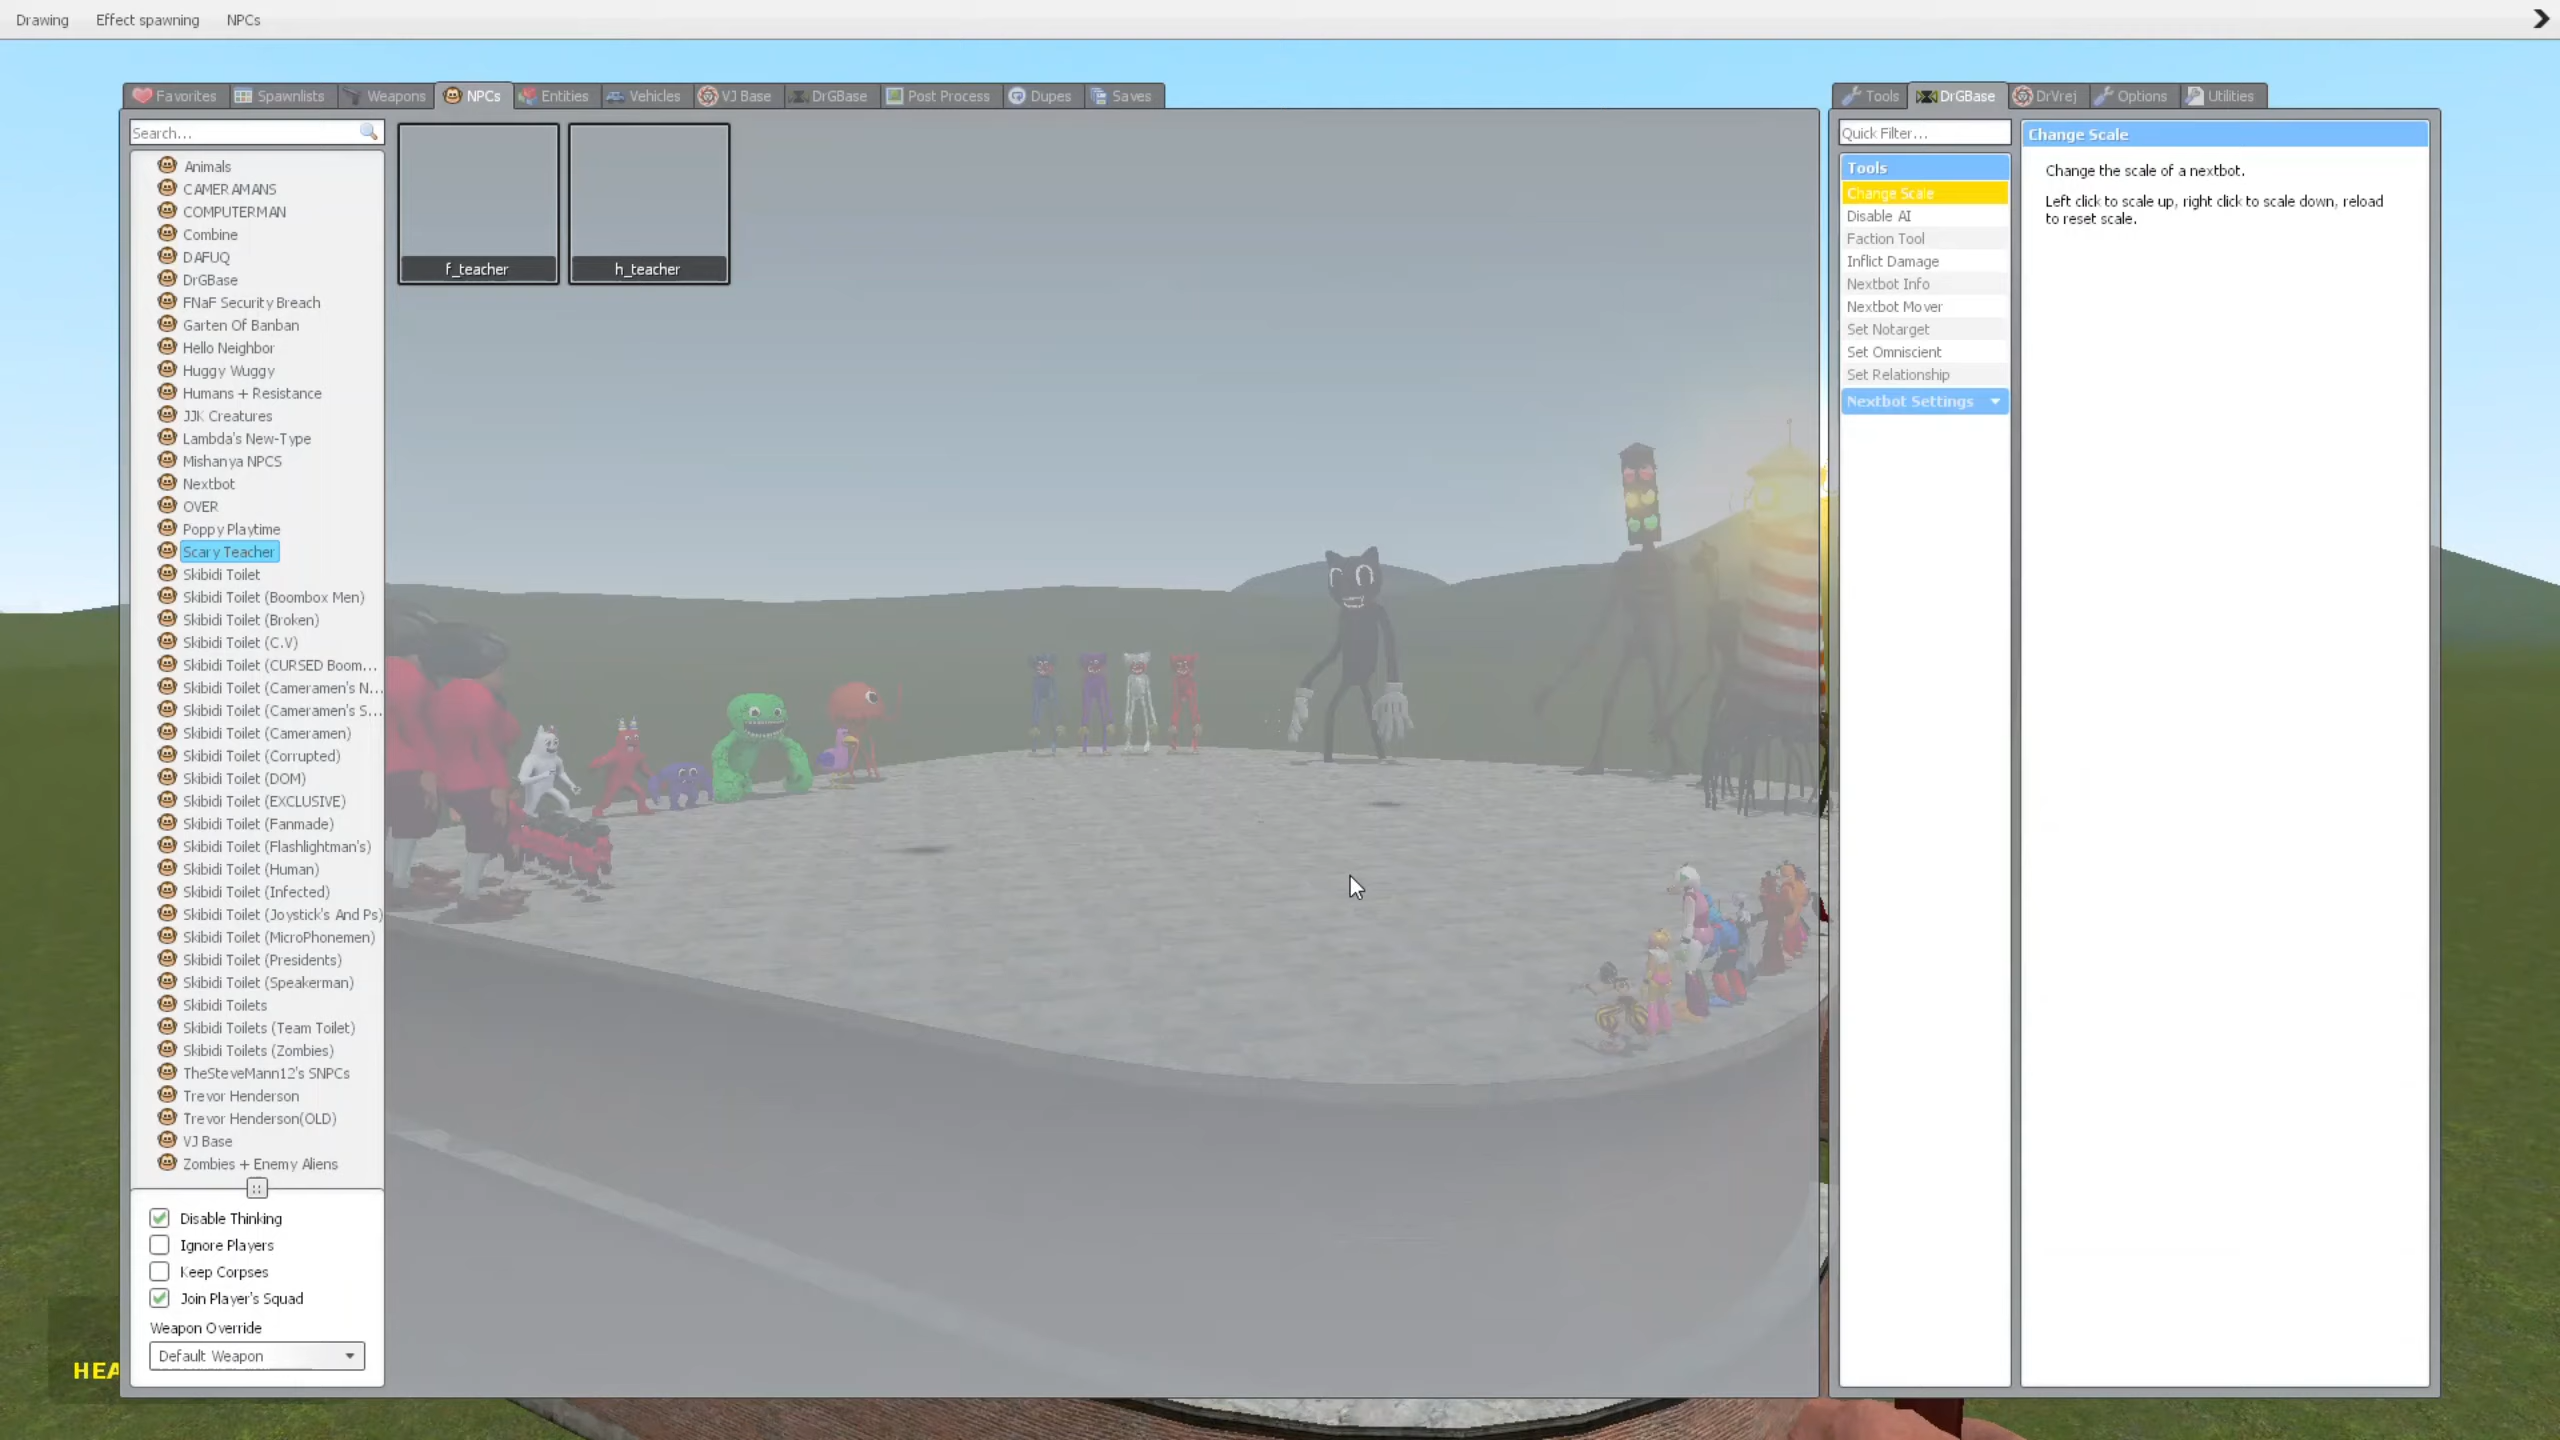 Drawing Effect spawning NPCs
Favorites Spawnlists Weapons NPCs Entities Vehicles VJ Base DrGBase Post Process Dupes Saves
Search...
Animals
CAMERAMANS
COMPUTERMAN
Combine
DAFUQ
DrGBase
FNaF Security Breach
Garten Of Banban
Hello Neighbor
Huggy Wuggy
Humans + Resistance
JJK Creatures
Lambda's New-Type
Mishanya NPCS
Nextbot
OVER
Poppy Playtime
Scary Teacher
Skibidi Toilet
Skibidi Toilet (Boombox Men)
Skibidi Toilet (Broken)
Skibidi Toilet (C.V)
Skibidi Toilet (CURSED Boom...
Skibidi Toilet (Cameramen's N...
Skibidi Toilet (Cameramen's S...
Skibidi Toilet (Cameramen)
Skibidi Toilet (Corrupted)
Skibidi Toilet (DOM)
Skibidi Toilet (EXCLUSIVE)
Skibidi Toilet (Fanmade)
Skibidi Toilet (Flashlightman's)
Skibidi Toilet (Human)
Skibidi Toilet (Infected)
Skibidi Toilet (Joystick's And Ps)
Skibidi Toilet (MicroPhonemen)
Skibidi Toilet (Presidents)
Skibidi Toilet (Speakerman)
Skibidi Toilets
Skibidi Toilets (Team Toilet)
Skibidi Toilets (Zombies)
TheSteveMann12's SNPCs
Trevor Henderson
Trevor Henderson(OLD)
VJ Base
Zombies + Enemy Aliens
Disable Thinking
Ignore Players
Keep Corpses
Join Player's Squad
Weapon Override
Default Weapon
HEA
f_teacher h_teacher
Tools DrGBase DrVrej Options Utilities
Quick Filter...
Tools
Change Scale
Disable AI
Faction Tool
Inflict Damage
Nextbot Info
Nextbot Mover
Set Notarget
Set Omniscient
Set Relationship
Nextbot Settings
Change Scale
Change the scale of a nextbot.
Left click to scale up, right click to scale down, reload
to reset scale.